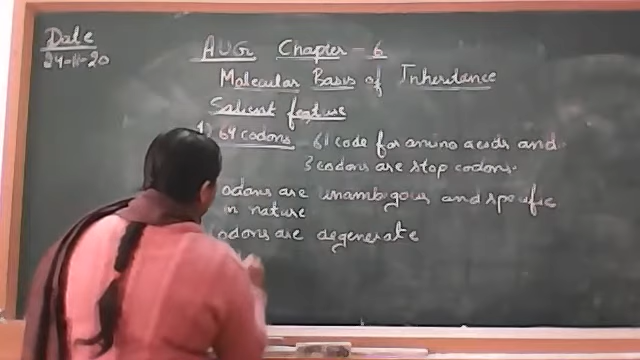 Date
24-11-20
AUG Chapter - 6
Molecular Basis of Inheritance
Salient feature
1) 64 codons - 61 code for amino acids and
3 codons are stop codons.
odons are unambigous and specific
in nature
odons are degenerate